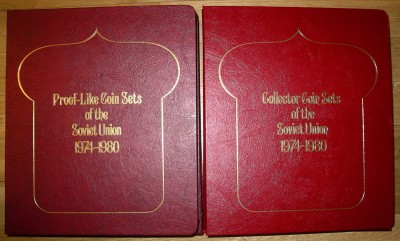 Proof-Like Coin Sets
of the
Soviet Union
1974-1980
Collector Coin Sets
of the
Soviet Union
1974-1980